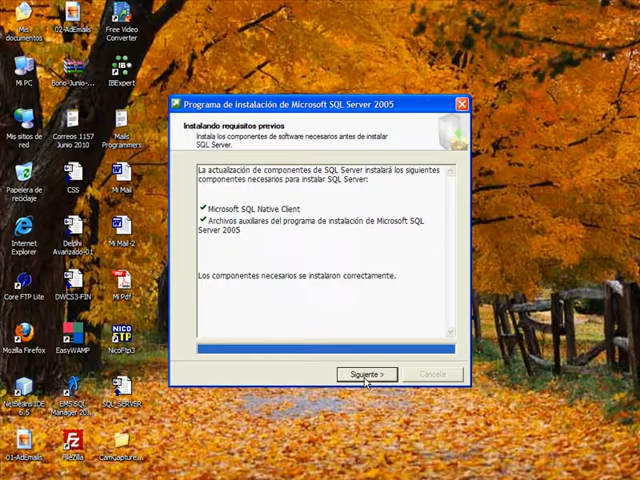 Mis
documentos
02-AdEmails
Free Video
Converter
Mi PC
Bono-Junio-...
IBExpert
Mis sitios de
red
Correos 1157
Junio 2010
Mails
Programmers...
Papelera de
reciclaje
CSS
Mi Mail
Internet
Explorer
Delphi
Avanzado-01
Mi Mail-2
Core FTP Lite
DWCS3-FIN
Mi Pdf
Mozilla Firefox
EasyWAMP
NICO
FTP
NicoFtp3
NetBeans IDE
6.5
EMS SQL
Manager 20...
SQL_SERVER
01-AdEmails
FileZilla
CamCapture...
Programa de instalación de Microsoft SQL Server 2005
Instalando requisitos previos
Instala los componentes de software necesarios antes de instalar
SQL Server.
La actualización de componentes de SQL Server instalará los siguientes
componentes necesarios para instalar SQL Server:
Microsoft SQL Native Client
Archivos auxiliares del programa de instalación de Microsoft SQL
Server 2005
Los componentes necesarios se instalaron correctamente.
Siguiente >
Cancelar